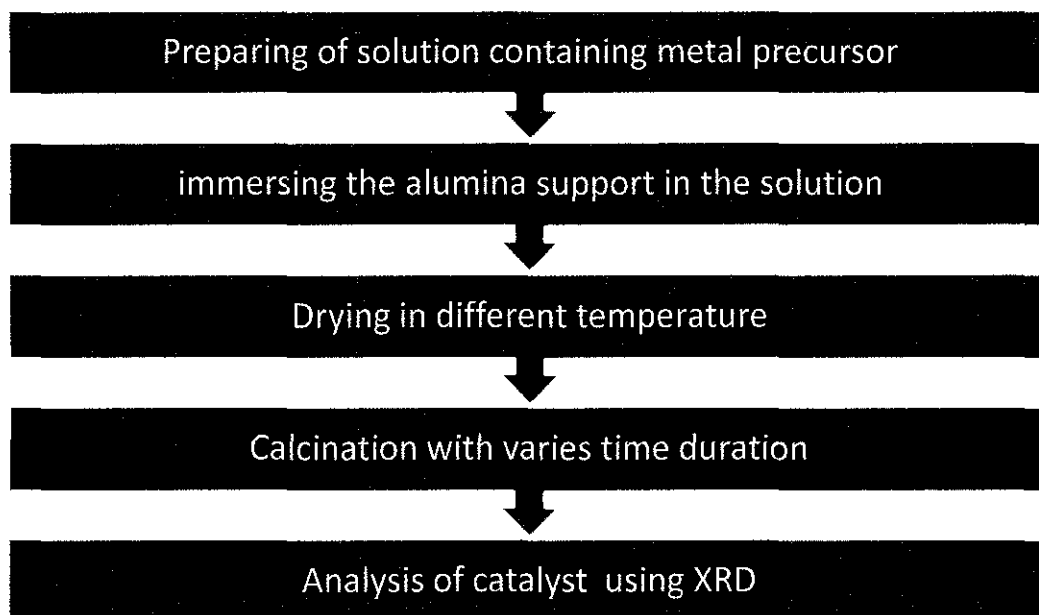 Preparing of solution containing metal precursor
immersing the alumina support in the solution
Drying in different temperature
Calcination with varies time duration
Analysis of catalyst using XRD